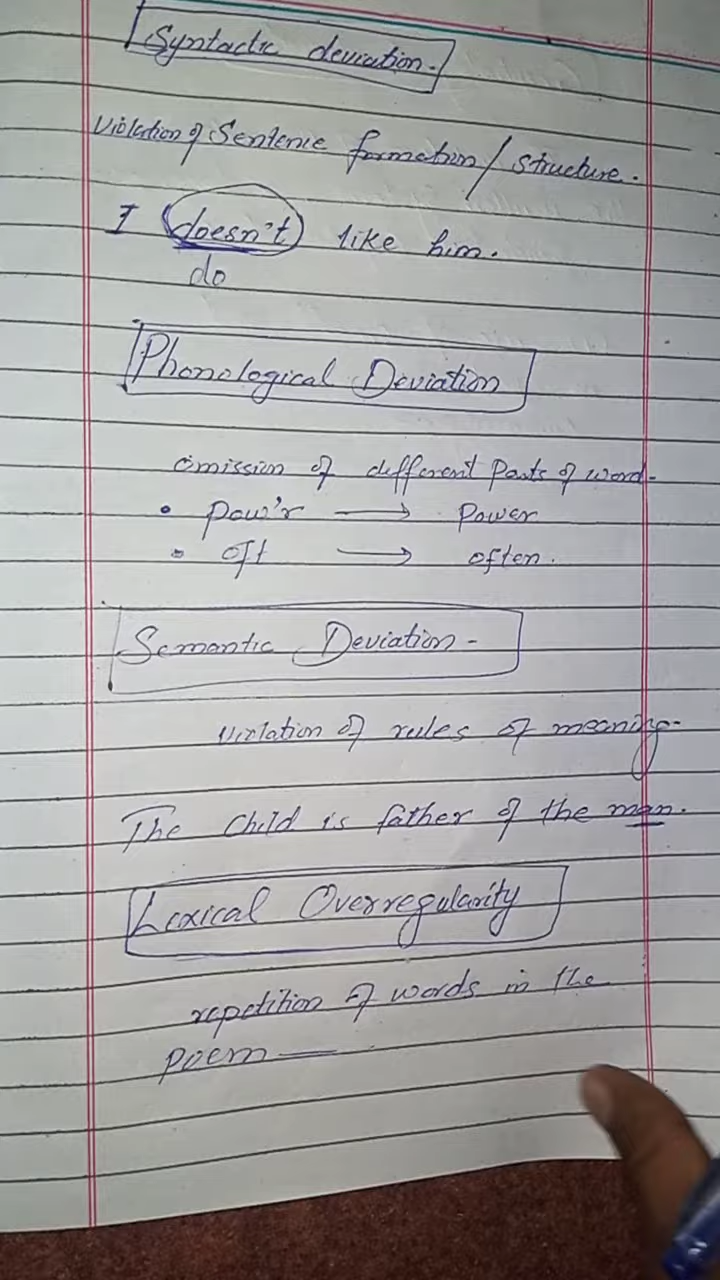 Syntactic deviation.
Violation of Sentence formation / structure.
I doesn't like him.
do
Phonological Deviation
omission of different Parts of word.
• pow'r → Power
• oft → often.
Semantic Deviation -
violation of rules of meaning.
The child is father of the man.
Lexical Overregularity
repetition of words in the
poem —